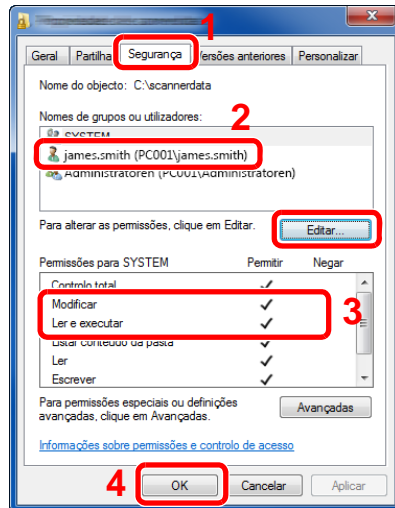 1
Geral Partilha Segurança Versões anteriores Personalizar
Nome do objecto: C:\scannerdata
Nomes de grupos ou utilizadores:
2
SYSTEM
james.smith (PC001\james.smith)
Administratoren (PC001\Administratoren)
Para alterar as permissões, clique em Editar. Editar...
Permissões para SYSTEM Permitir Negar
Controlo total
Modificar
3
Ler e executar
Listar conteúdo da pasta
Ler
Escrever
Para permissões especiais ou definições
avançadas, clique em Avançadas. Avançadas
Informações sobre permissões e controlo de acesso
4 OK Cancelar Aplicar